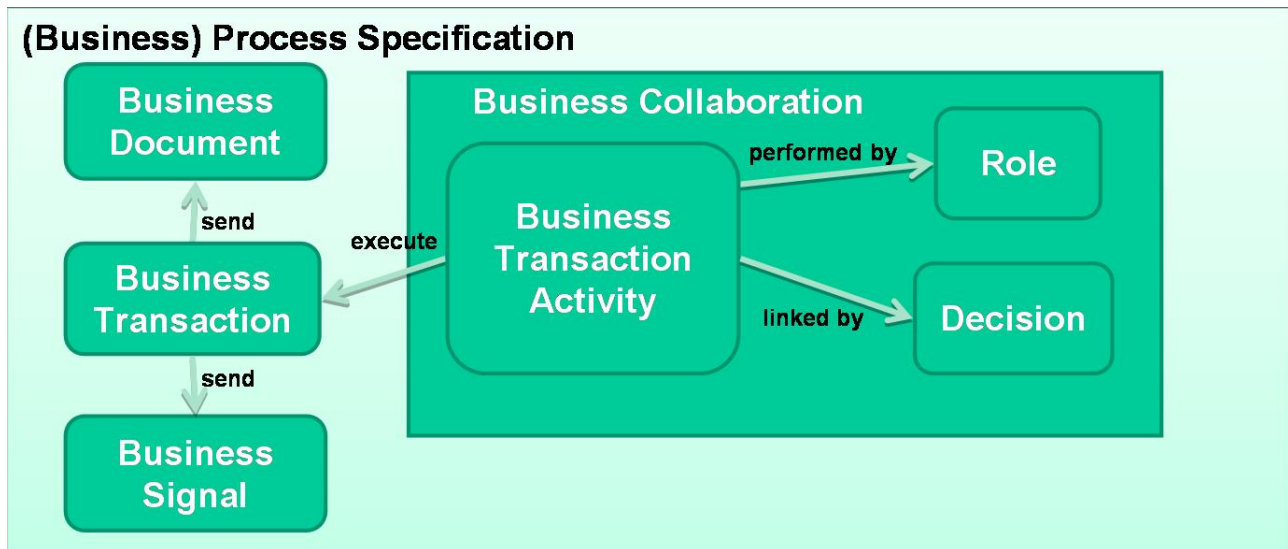 (Business) Process Specification
Business
Document
send
Business
Transaction
send
Business
Signal
execute
Business Collaboration
Business
Transaction
Activity
performed by
Role
linked by
Decision